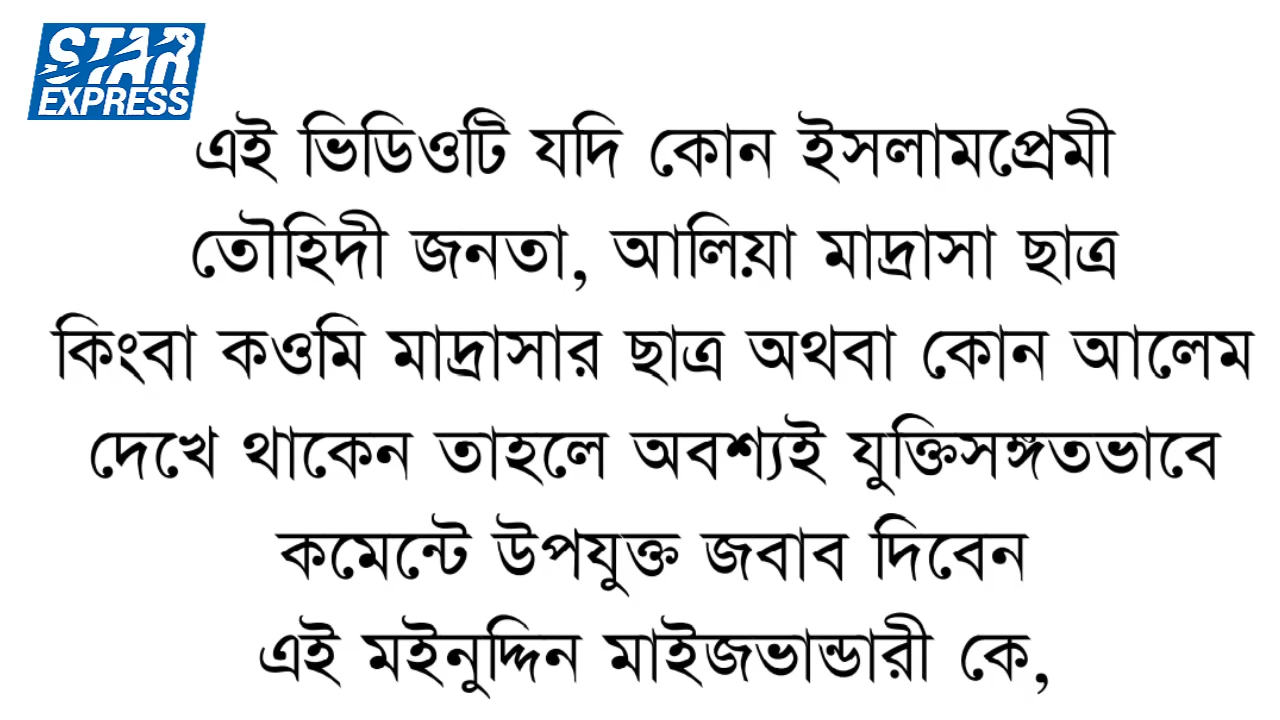 STAR
EXPRESS
এই ভিডিওটি যদি কোন ইসলামপ্রেমী
তৌহিদী জনতা, আলিয়া মাদ্রাসা ছাত্র
কিংবা কওমি মাদ্রাসার ছাত্র অথবা কোন আলেম
দেখে থাকেন তাহলে অবশ্যই যুক্তিসঙ্গতভাবে
কমেন্টে উপযুক্ত জবাব দিবেন
এই মইনুদ্দিন মাইজভান্ডারী কে,